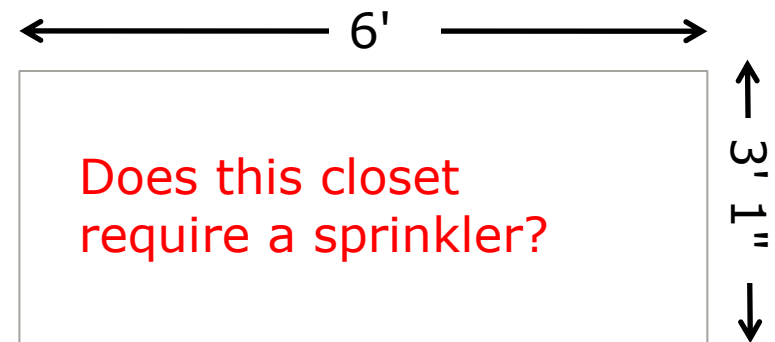 6'
Does this closet
require a sprinkler?
3' 1"